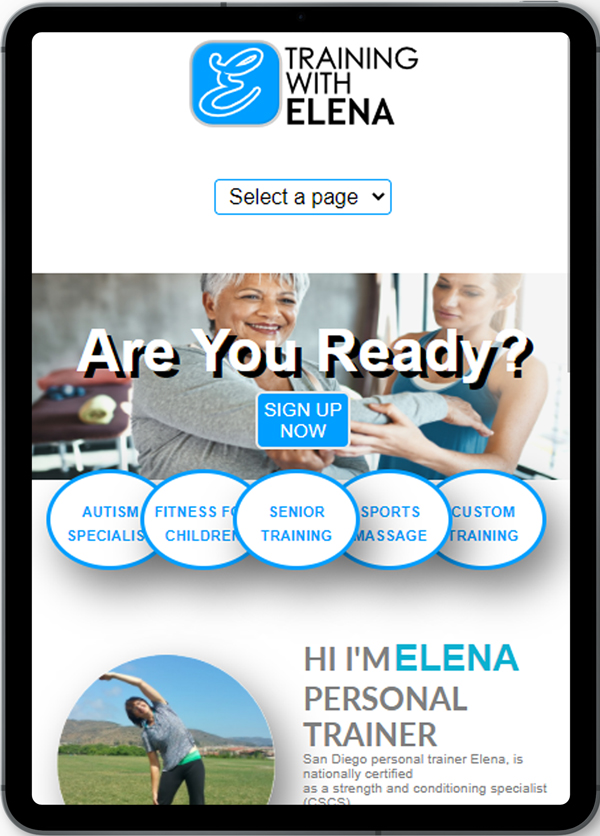 TRAINING
WITH
ELENA
Select a page
Are You Ready?
SIGN UP
NOW
AUTISM
SPECIALIS
FITNESS FO
CHILDREN
SENIOR
TRAINING
SPORTS
MASSAGE
CUSTOM
TRAINING
HI I'M ELENA
PERSONAL
TRAINER
San Diego personal trainer Elena, is
nationally certified
as a strength and conditioning specialist
(CSCS)